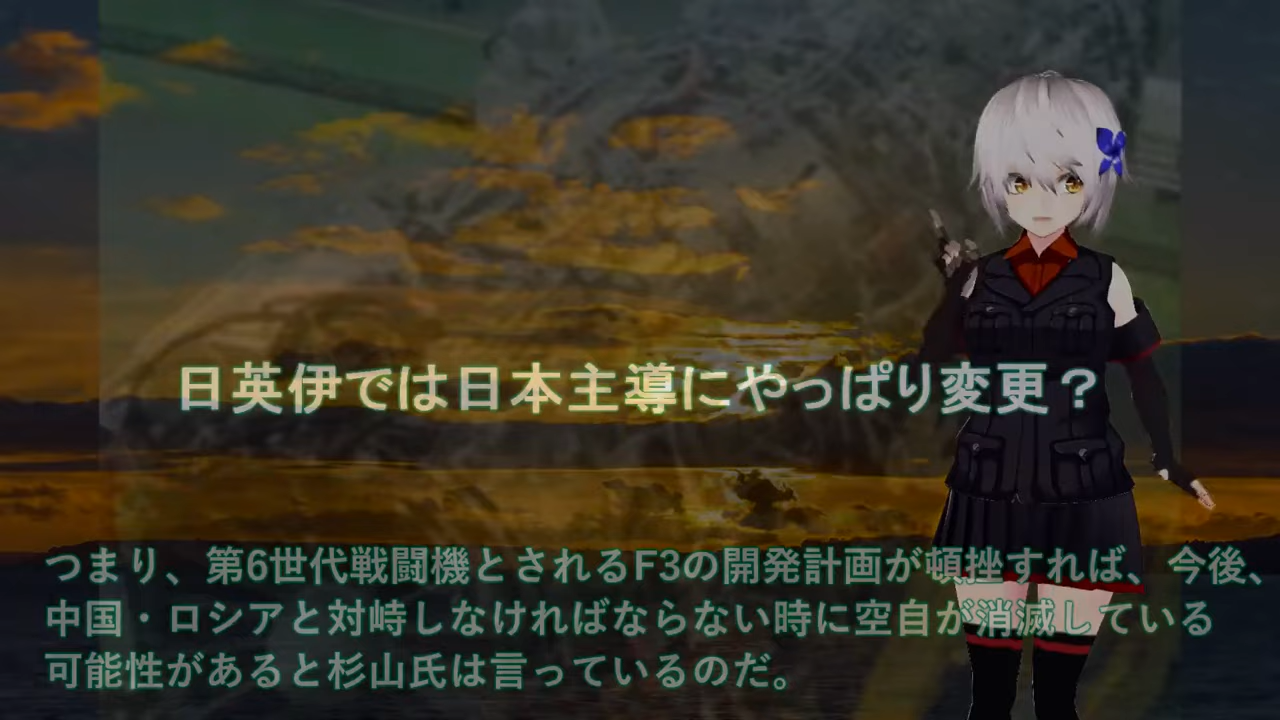 日英伊では日本主導にやっぱり変更？
つまり、第6世代戦闘機とされるF3の開発計画が頓挫すれば、今後、
中国・ロシアと対峙しなければならない時に空自が消滅している
可能性があると杉山氏は言っているのだ。